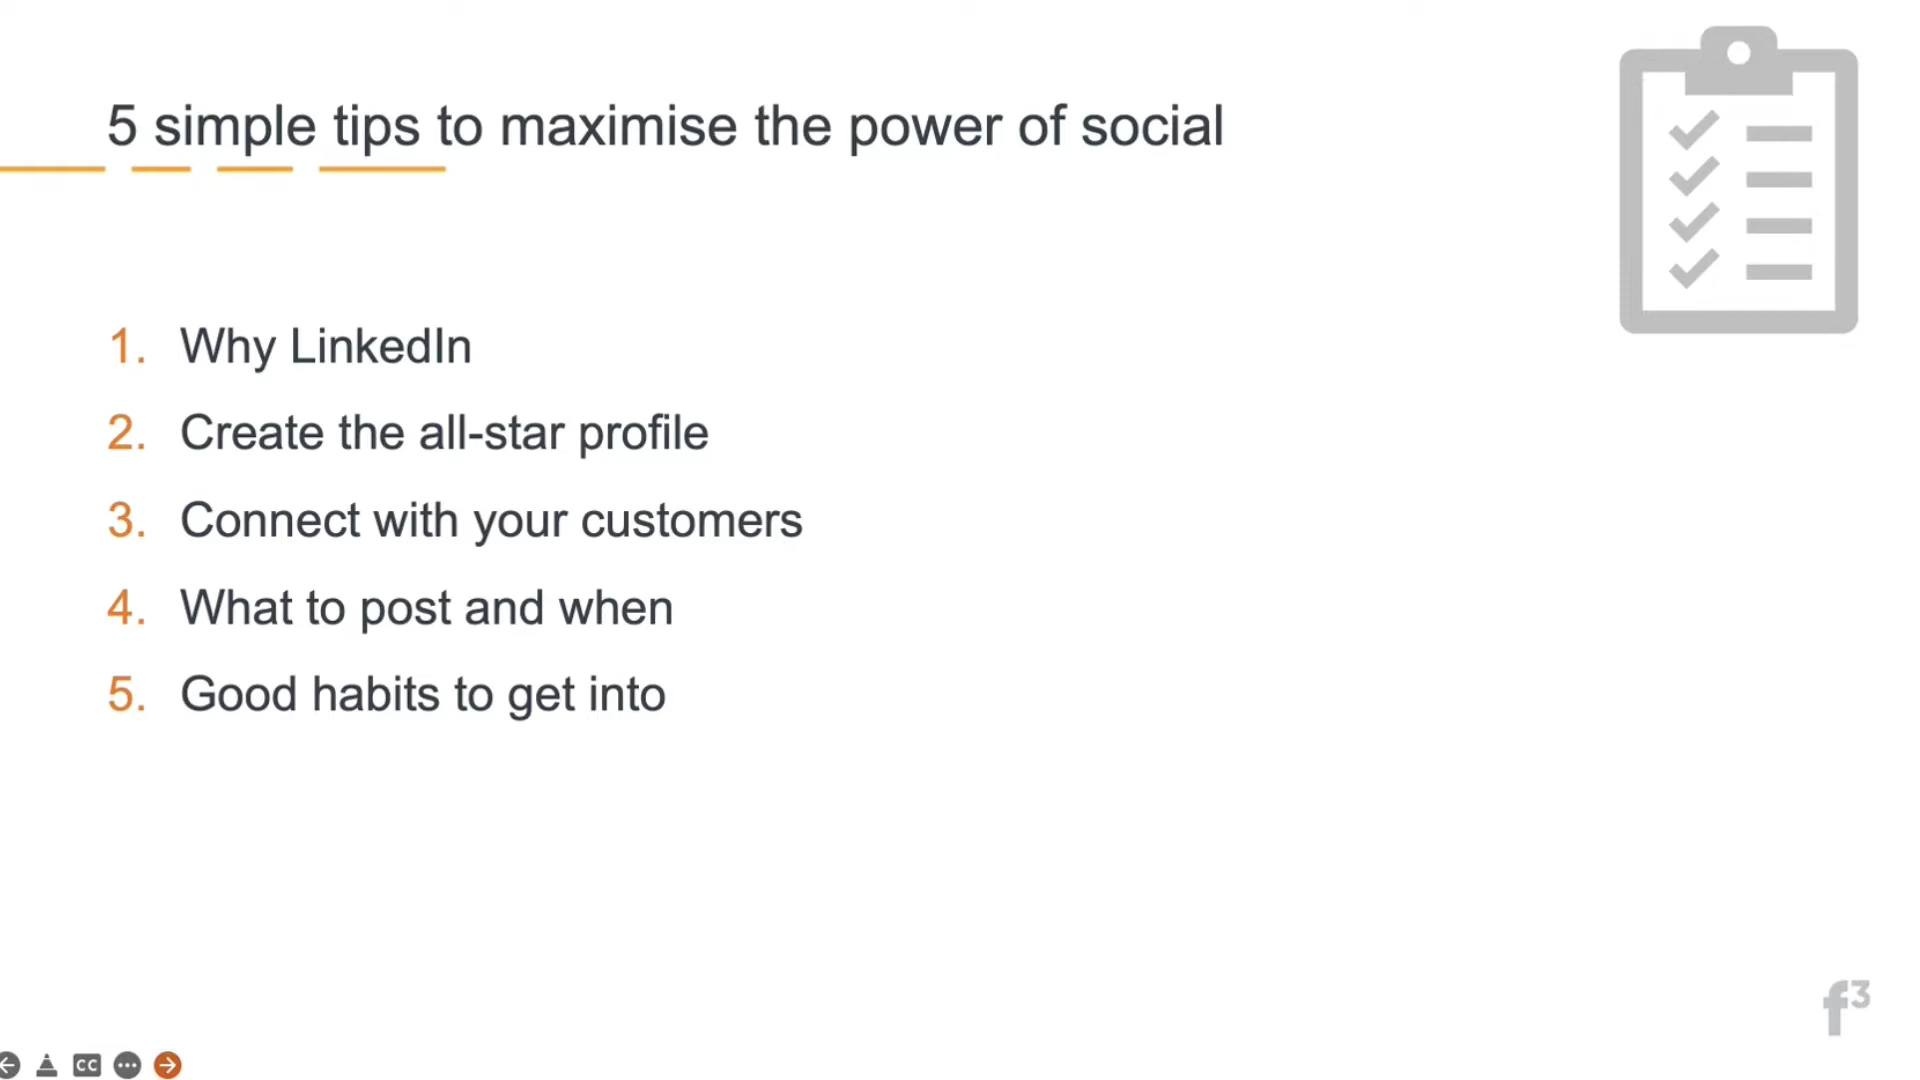 5 simple tips to maximise the power of social
1. Why LinkedIn
2. Create the all-star profile
3. Connect with your customers
4. What to post and when
5. Good habits to get into
f³
CC